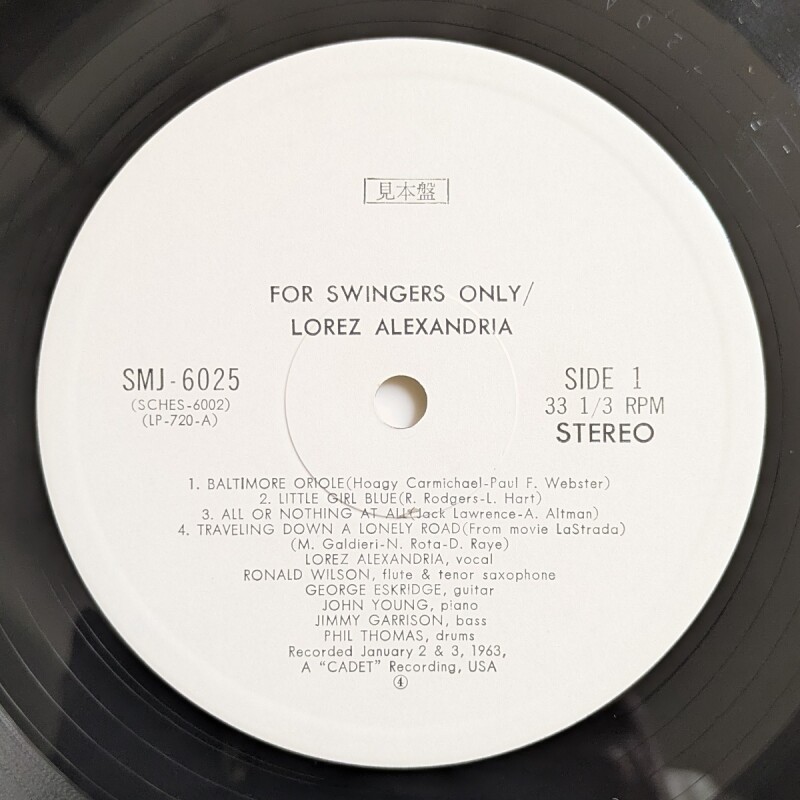 見本盤
FOR SWINGERS ONLY/
LOREZ ALEXANDRIA
SMJ-6025
(SCHES-6002)
(LP-720-A)
SIDE 1
33 1/3 RPM
STEREO
1. BALTIMORE ORIOLE(Hoagy Carmichael-Paul F. Webster)
2. LITTLE GIRL BLUE(R. Rodgers-L. Hart)
3. ALL OR NOTHING AT ALL(Jack Lawrence-A. Altman)
4. TRAVELING DOWN A LONELY ROAD(From movie LaStrada)
(M. Galdieri-N. Rota-D. Raye)
LOREZ ALEXANDRIA, vocal
RONALD WILSON, flute & tenor saxophone
GEORGE ESKRIDGE, guitar
JOHN YOUNG, piano
JIMMY GARRISON, bass
PHIL THOMAS, drums
Recorded January 2 & 3, 1963,
A "CADET" Recording, USA
④